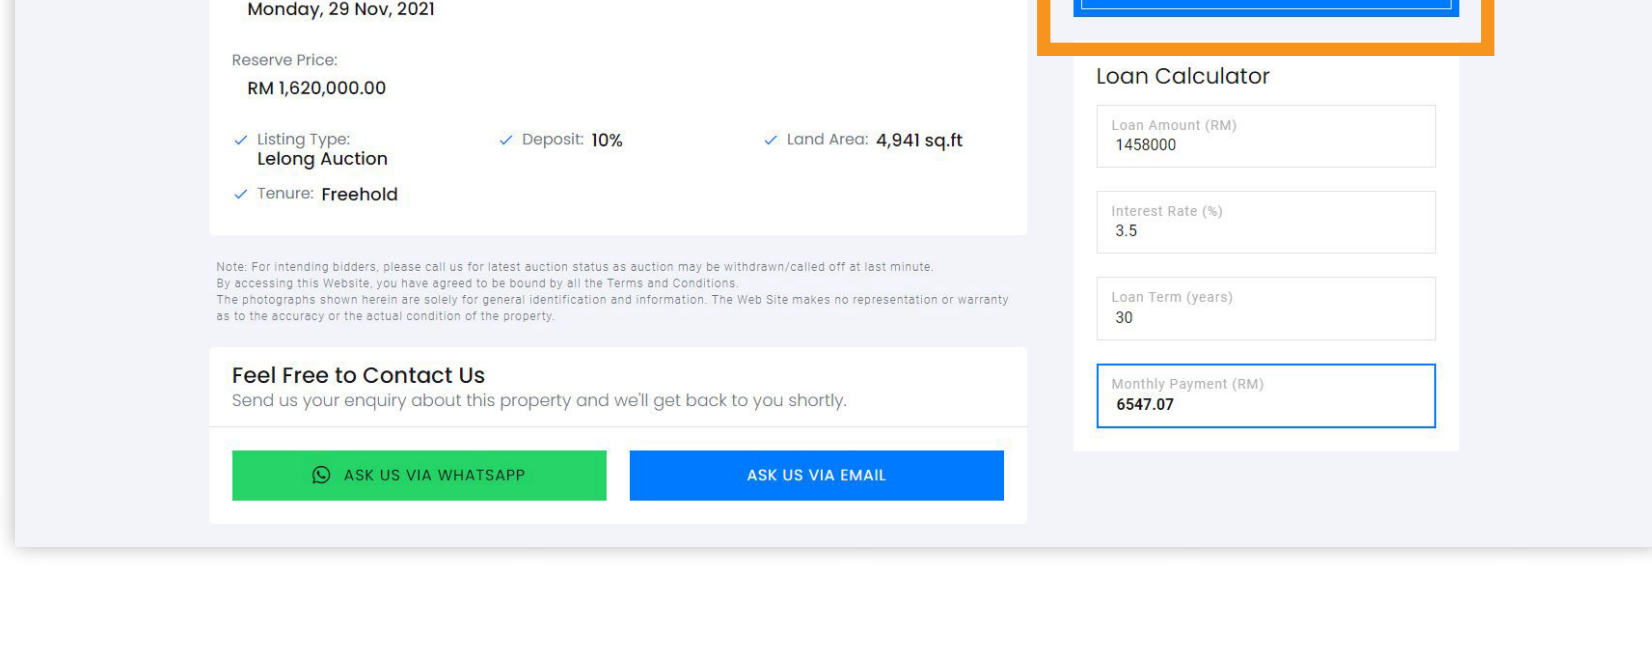 Monday, 29 Nov, 2021
Reserve Price:
RM 1,620,000.00
Listing Type:
Lelong Auction
Deposit: 10%
Land Area: 4,941 sq.ft
Tenure: Freehold
Note: For intending bidders, please call us for latest auction status as auction may be withdrawn/called off at last minute.
By accessing this Website, you have agreed to be bound by all the Terms and Conditions.
The photographs shown herein are solely for general identification and information. The Web Site makes no representation or warranty
as to the accuracy or the actual condition of the property.
Feel Free to Contact Us
Send us your enquiry about this property and we'll get back to you shortly.
ASK US VIA WHATSAPP
ASK US VIA EMAIL
Loan Calculator
Loan Amount (RM)
1458000
Interest Rate (%)
3.5
Loan Term (years)
30
Monthly Payment (RM)
6547.07